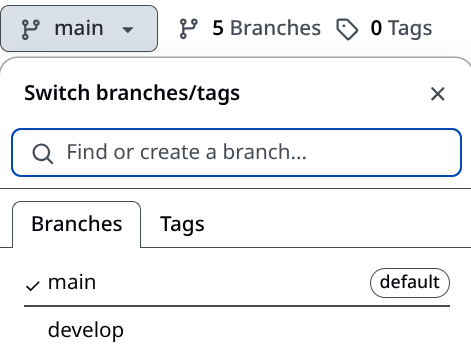 main 5 Branches 0 Tags
Switch branches/tags
Find or create a branch...
Branches Tags
main default
develop